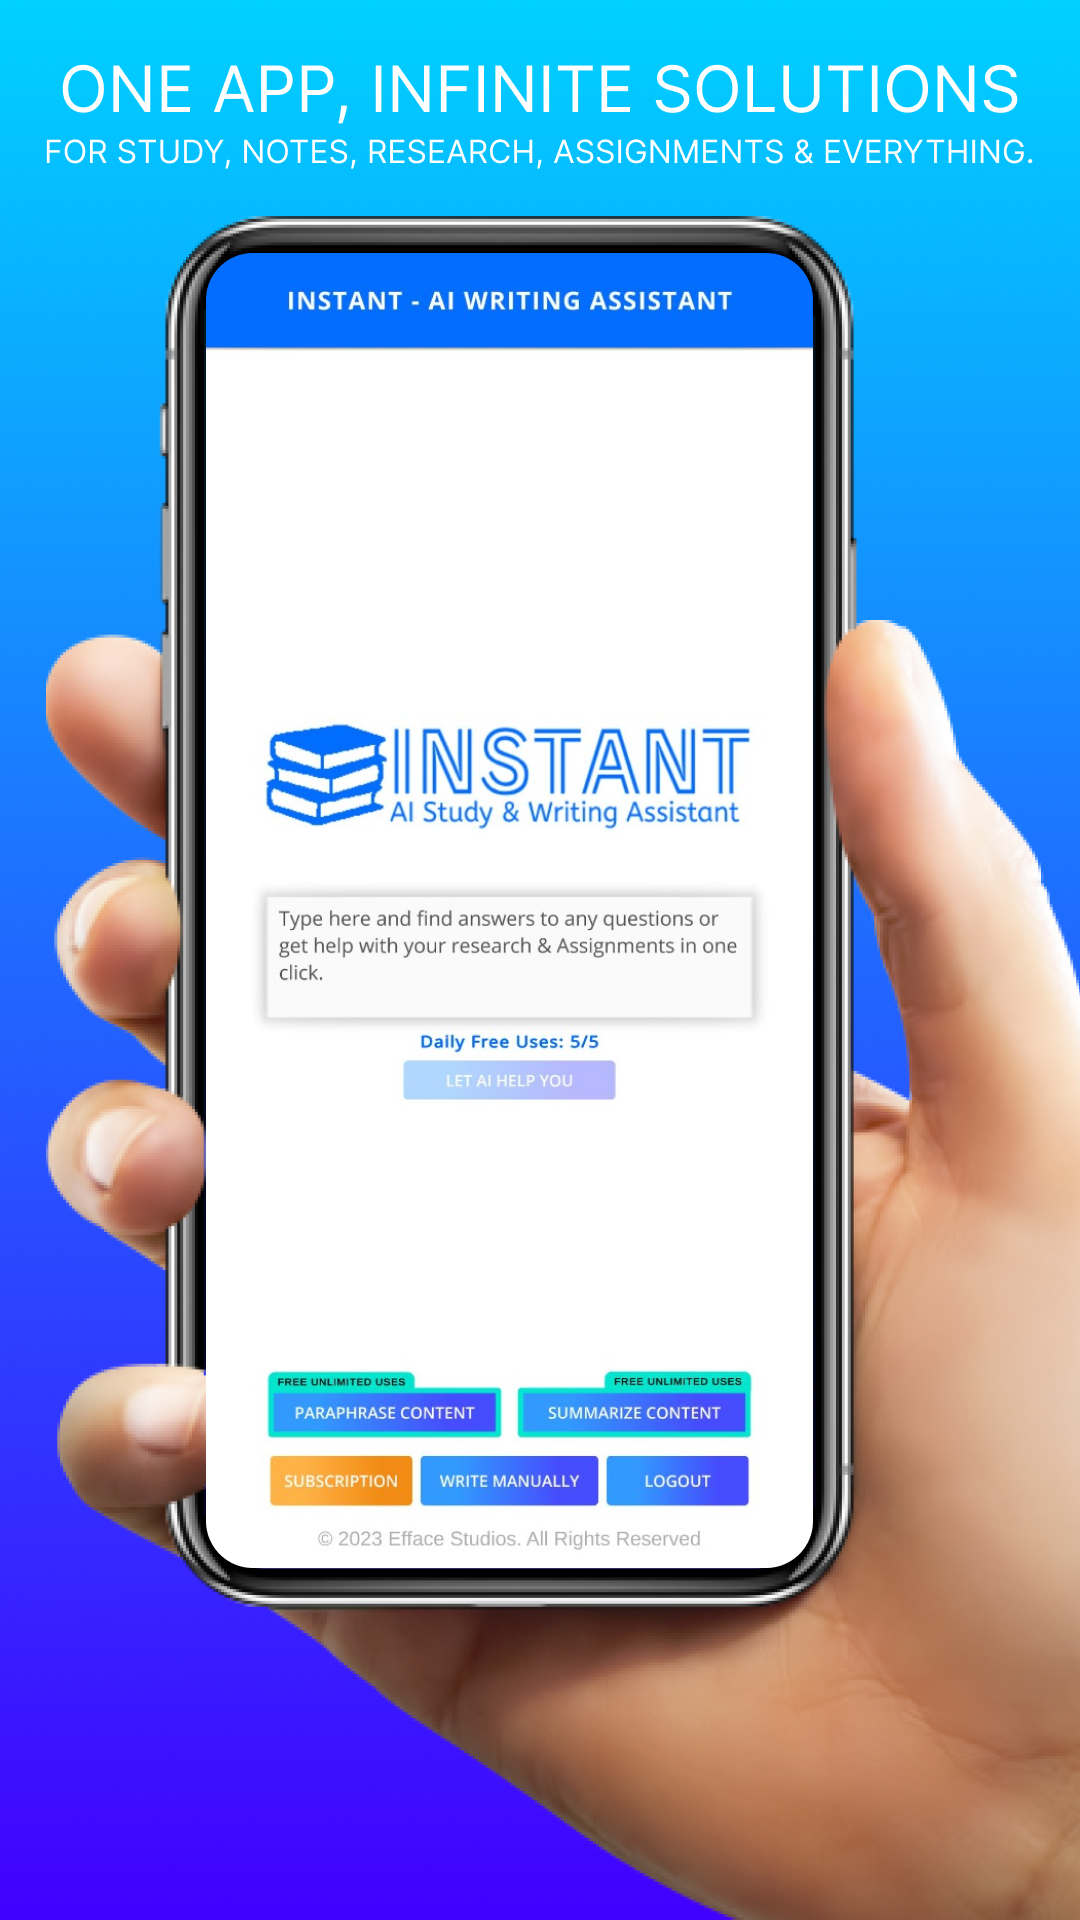 ONE APP, INFINITE SOLUTIONS
FOR STUDY, NOTES, RESEARCH, ASSIGNMENTS & EVERYTHING.
INSTANT - AI WRITING ASSISTANT
INSTANT
AI Study & Writing Assistant
Type here and find answers to any questions or
get help with your research & Assignments in one
click.
Daily Free Uses: 5/5
LET AI HELP YOU
FREE UNLIMITED USES
FREE UNLIMITED USES
PARAPHRASE CONTENT
SUMMARIZE CONTENT
SUBSCRIPTION
WRITE MANUALLY
LOGOUT
© 2023 Efface Studios. All Rights Reserved